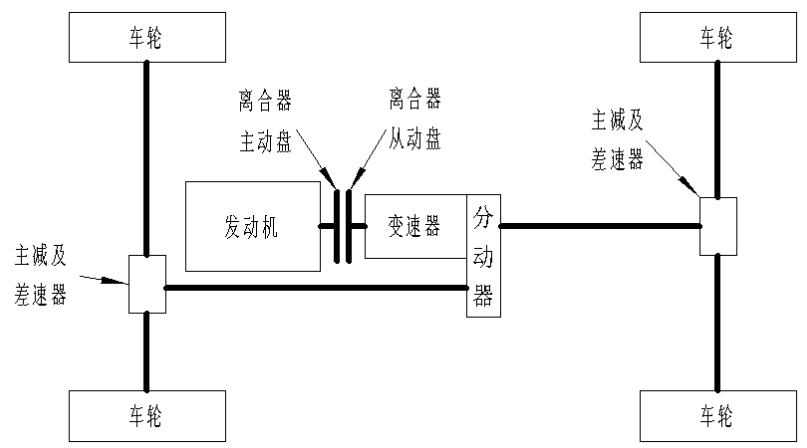 车轮
车轮
离合器
主动盘
离合器
从动盘
主减及
差速器
发动机
变速器
分动器
主减及
差速器
车轮
车轮